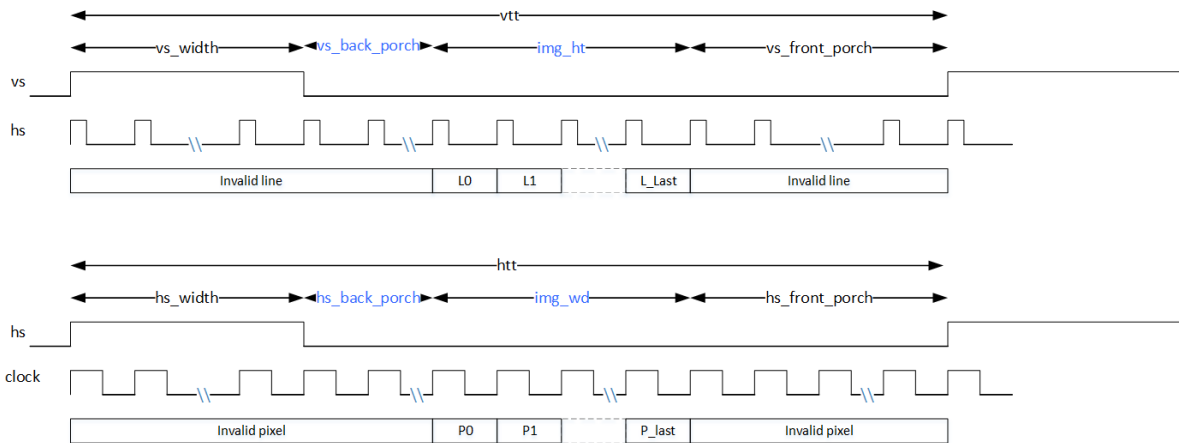 vtt
vs_width vs_back_porch img_ht vs_front_porch
vs
hs
Invalid line L0 L1 L_Last Invalid line
htt
hs_width hs_back_porch img_wd hs_front_porch
hs
clock
Invalid pixel P0 P1 P_last Invalid pixel